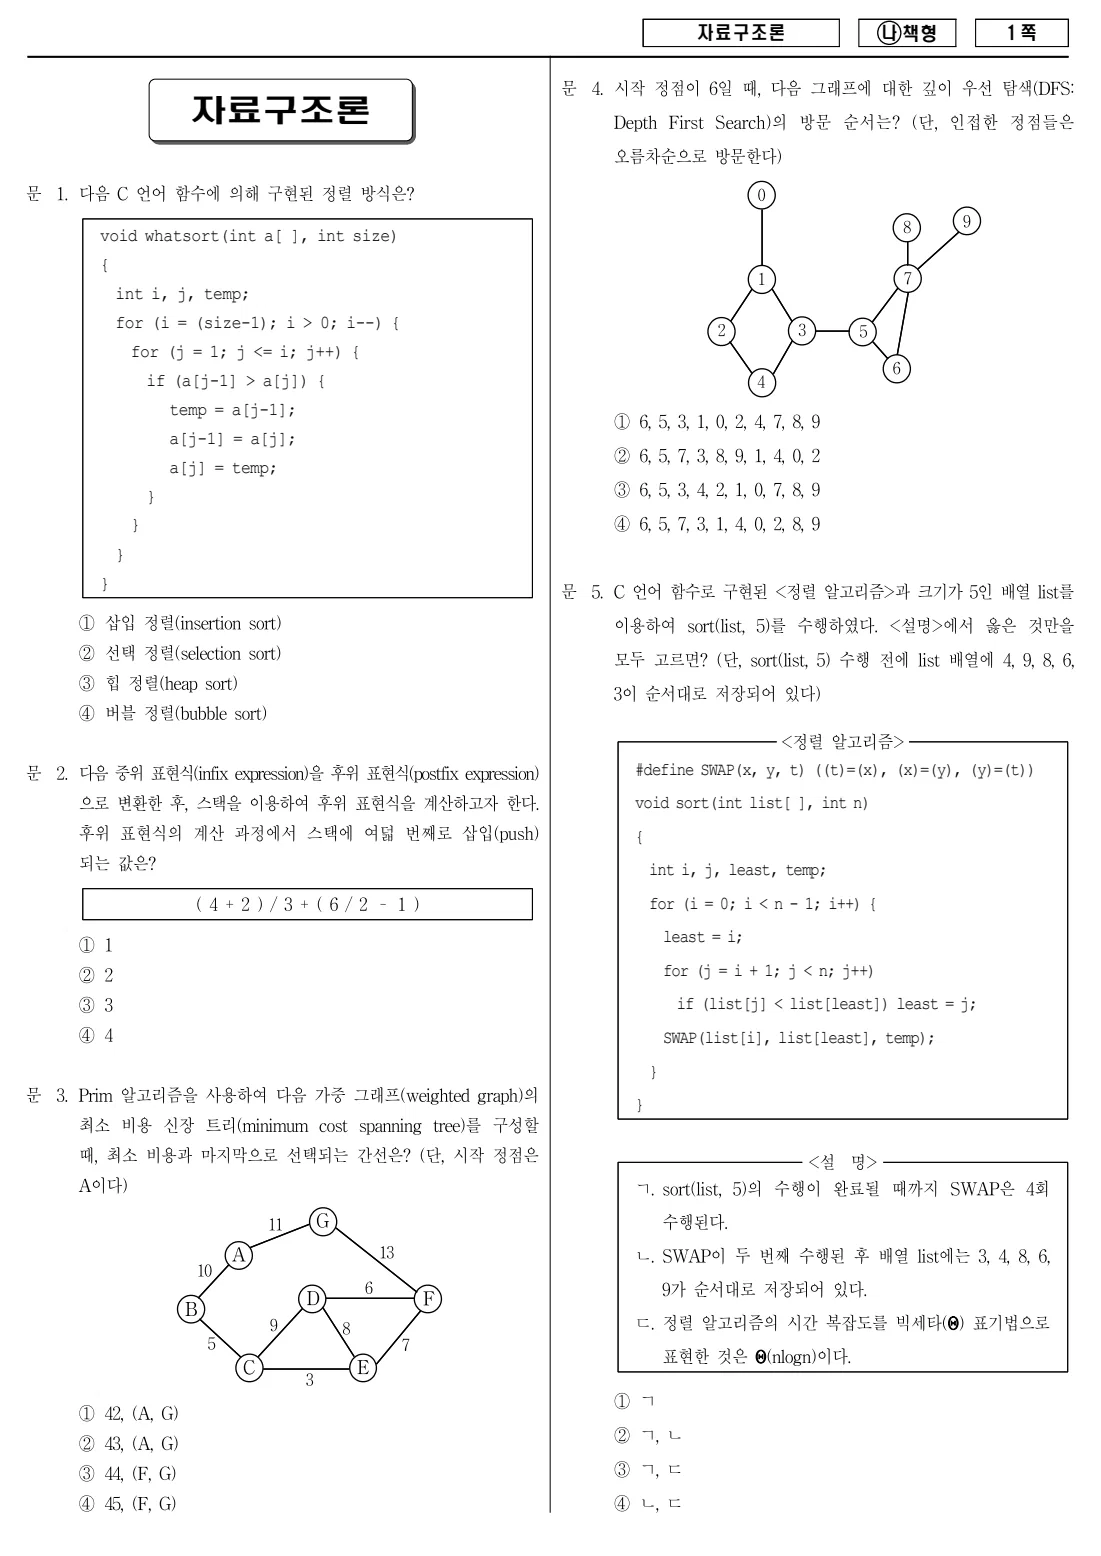 자료구조론
㉯책형
1 쪽
자료구조론
문 1. 다음 C 언어 함수에 의해 구현된 정렬 방식은?
void whatsort(int a[ ], int size)
{
int i, j, temp;
for (i = (size-1); i > 0; i--) {
for (j = 1; j <= i; j++) {
if (a[j-1] > a[j]) {
temp = a[j-1];
a[j-1] = a[j];
a[j] = temp;
}
}
}
}
① 삽입 정렬(insertion sort)
② 선택 정렬(selection sort)
③ 힙 정렬(heap sort)
④ 버블 정렬(bubble sort)
문 2. 다음 중위 표현식(infix expression)을 후위 표현식(postfix expression)
으로 변환한 후, 스택을 이용하여 후위 표현식을 계산하고자 한다.
후위 표현식의 계산 과정에서 스택에 여덟 번째로 삽입(push)
되는 값은?
( 4 + 2 ) / 3 + ( 6 / 2 - 1 )
① 1
② 2
③ 3
④ 4
문 3. Prim 알고리즘을 사용하여 다음 가중 그래프(weighted graph)의
최소 비용 신장 트리(minimum cost spanning tree)를 구성할
때, 최소 비용과 마지막으로 선택되는 간선은? (단, 시작 정점은
A이다)
11
G
A
13
10
6
B
D
F
9
8
5
7
C
E
3
① 42, (A, G)
② 43, (A, G)
③ 44, (F, G)
④ 45, (F, G)
문 4. 시작 정점이 6일 때, 다음 그래프에 대한 깊이 우선 탐색(DFS:
Depth First Search)의 방문 순서는? (단, 인접한 정점들은
오름차순으로 방문한다)
0
8
9
1
7
2
3
5
6
4
① 6, 5, 3, 1, 0, 2, 4, 7, 8, 9
② 6, 5, 7, 3, 8, 9, 1, 4, 0, 2
③ 6, 5, 3, 4, 2, 1, 0, 7, 8, 9
④ 6, 5, 7, 3, 1, 4, 0, 2, 8, 9
문 5. C 언어 함수로 구현된 <정렬 알고리즘>과 크기가 5인 배열 list를
이용하여 sort(list, 5)를 수행하였다. <설명>에서 옳은 것만을
모두 고르면? (단, sort(list, 5) 수행 전에 list 배열에 4, 9, 8, 6,
3이 순서대로 저장되어 있다)
<정렬 알고리즘>
#define SWAP(x, y, t) ((t)=(x), (x)=(y), (y)=(t))
void sort(int list[ ], int n)
{
int i, j, least, temp;
for (i = 0; i < n - 1; i++) {
least = i;
for (j = i + 1; j < n; j++)
if (list[j] < list[least]) least = j;
SWAP(list[i], list[least], temp);
}
}
<설 명>
ㄱ. sort(list, 5)의 수행이 완료될 때까지 SWAP은 4회
수행된다.
ㄴ. SWAP이 두 번째 수행된 후 배열 list에는 3, 4, 8, 6,
9가 순서대로 저장되어 있다.
ㄷ. 정렬 알고리즘의 시간 복잡도를 빅세타(Θ) 표기법으로
표현한 것은 Θ(nlogn)이다.
① ㄱ
② ㄱ, ㄴ
③ ㄱ, ㄷ
④ ㄴ, ㄷ